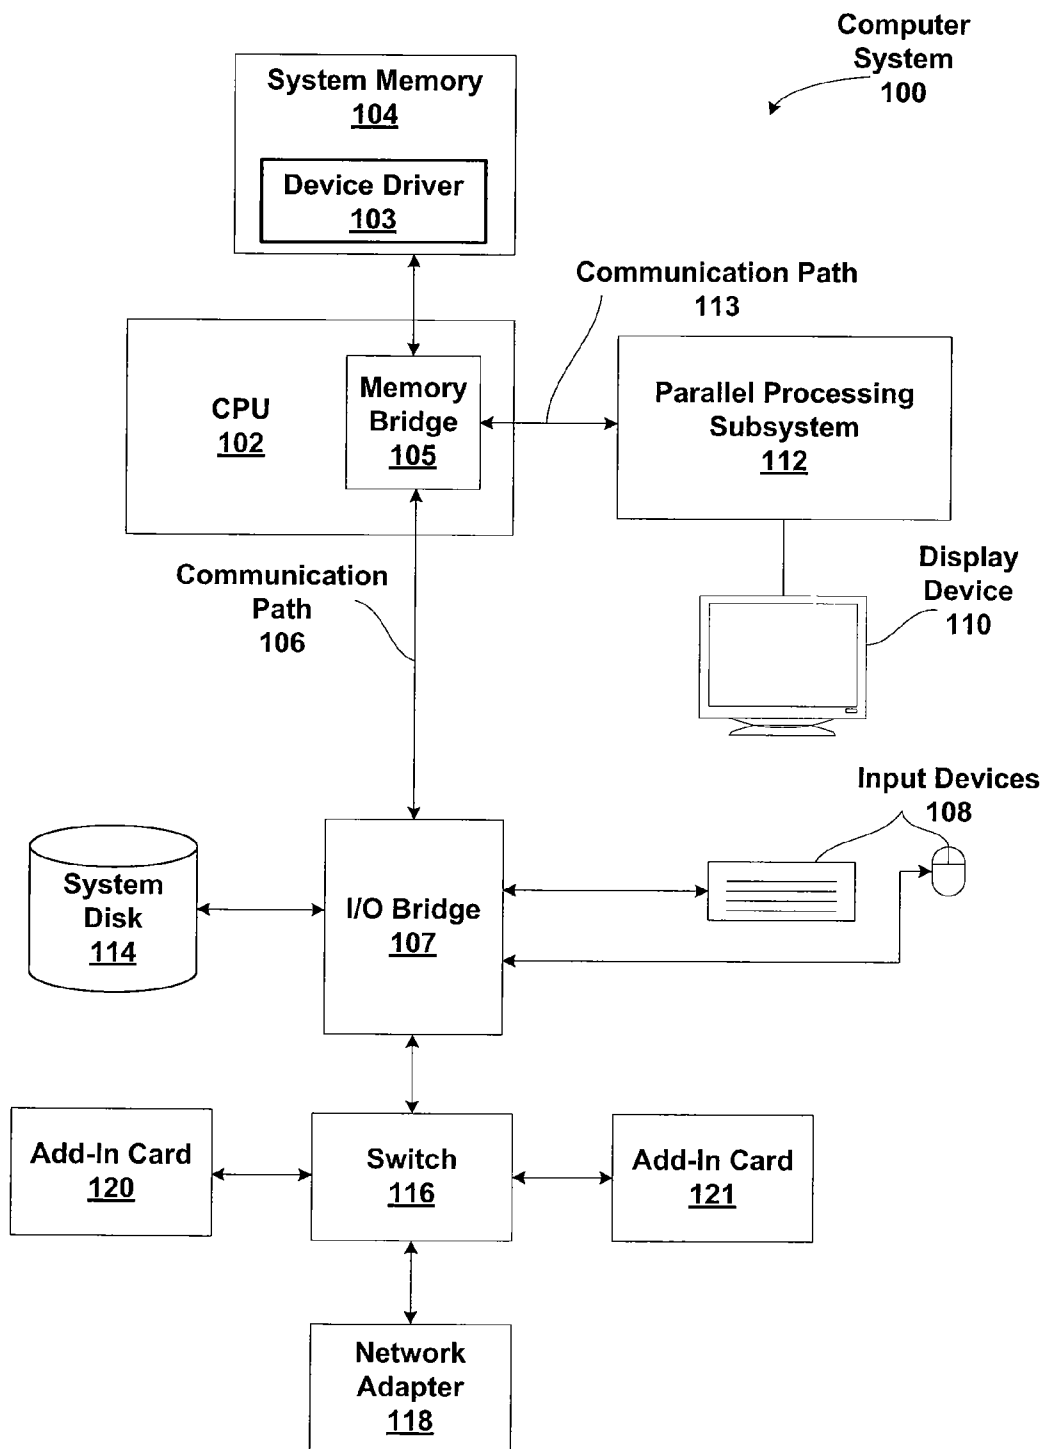 Computer
System
100
System Memory
104
Device Driver
103
Communication Path
113
CPU
102
Memory
Bridge
105
Parallel Processing
Subsystem
112
Communication
Path
106
Display
Device
110
Input Devices
108
System
Disk
114
I/O Bridge
107
Add-In Card
120
Switch
116
Add-In Card
121
Network
Adapter
118